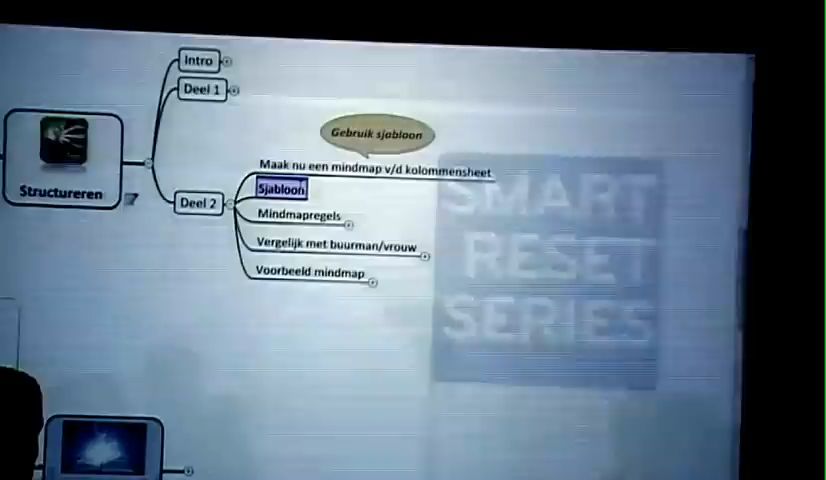 Intro
Deel 1
Gebruik sjabloon
Maak nu een mindmap v/d kolommensheet
Structureren
Deel 2
Sjabloon
Mindmapregels
Vergelijk met buurman/vrouw
Voorbeeld mindmap
SMART
RESET
SERIES